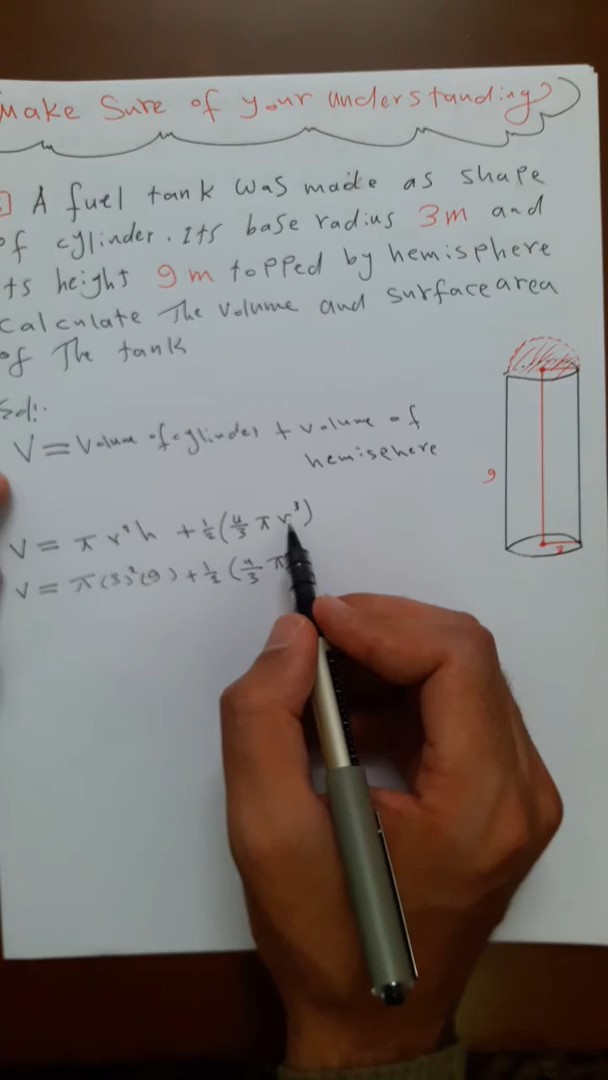 make Sure of your understanding?
A fuel tank was made as shape
of cylinder. Its base radius 3m and
its height 9 m topped by hemisphere
calculate The volume and surface area
of The tank
Sol:.
V = Volume of cylinder + volume of
hemisehere
V = π r² h + 1/2 (4/3 π r³)
V = π (3)² (9) + 1/2 (4/3 π
9
3